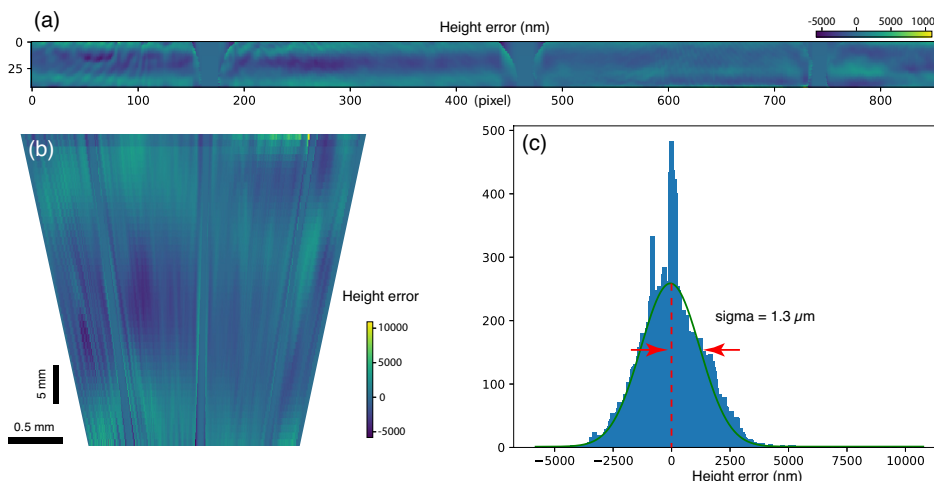 (a)
Height error (nm)
-5000 0 5000 1000
0
25
0 100 200 300 400 (pixel) 500 600 700 800
(b)
Height error
10000
5000
0
-5000
5 mm
0.5 mm
(c)
500
400
300
200
100
0
sigma = 1.3 μm
-5000 -2500 0 2500 5000 7500 10000
Height error (nm)